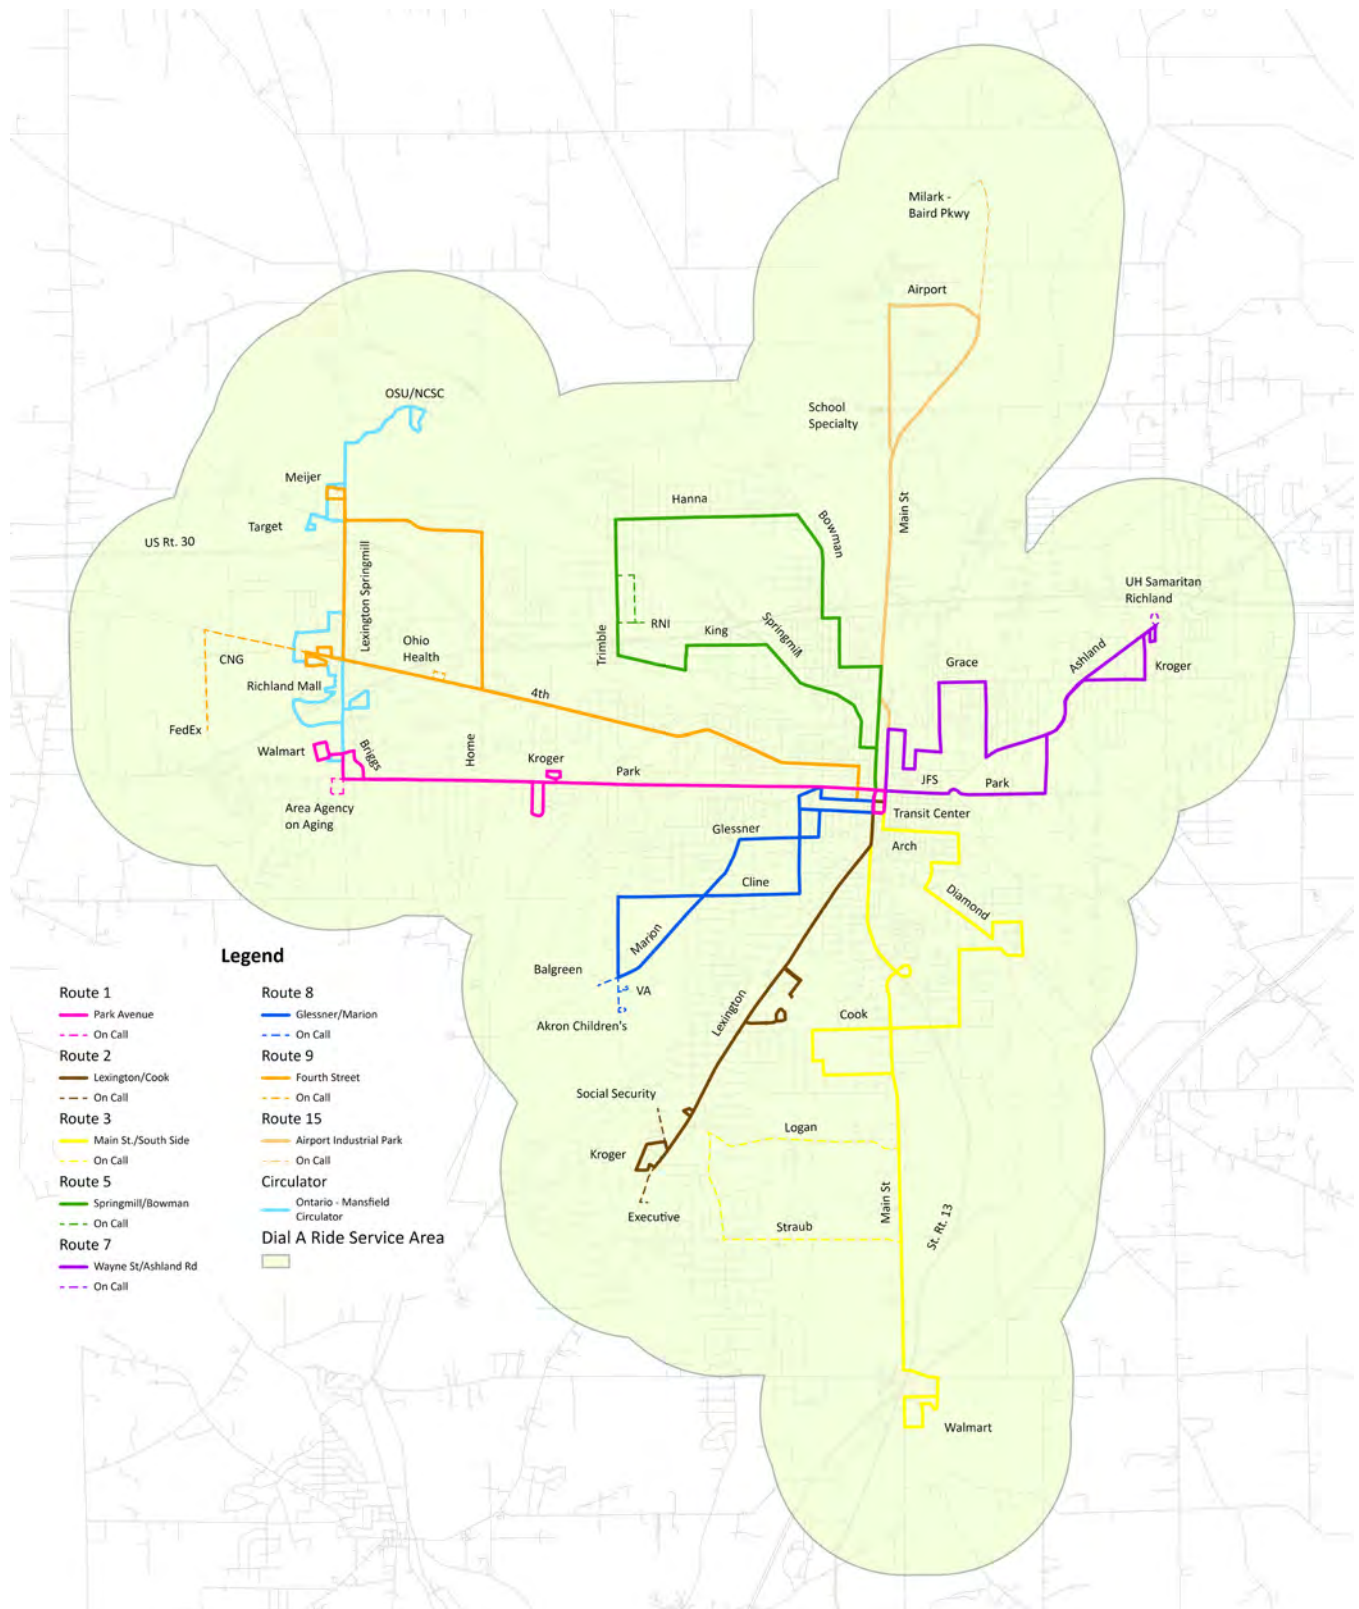 Milark -
Baird Pkwy
Airport
OSU/NCSC
School
Specialty
Meijer
Hanna
Bowman
Main St
Target
US Rt. 30
Lexington Springmill
UH Samaritan
Richland
RNI
King
Springmill
Trimble
Ohio
Health
CNG
Grace
Ashland
Kroger
Richland Mall
4th
FedEx
Walmart
Briggs
Home
Kroger
Park
JFS
Park
Area Agency
on Aging
Transit Center
Glessner
Arch
Cline
Diamond
Marion
Balgreen
VA
Akron Children's
Lexington
Cook
Social Security
Logan
Kroger
Executive
Main St
Straub
St. Rt. 13
Walmart
Legend
Route 1
Park Avenue
On Call
Route 2
Lexington/Cook
On Call
Route 3
Main St./South Side
On Call
Route 5
Springmill/Bowman
On Call
Route 7
Wayne St/Ashland Rd
On Call
Route 8
Glessner/Marion
On Call
Route 9
Fourth Street
On Call
Route 15
Airport Industrial Park
On Call
Circulator
Ontario - Mansfield
Circulator
Dial A Ride Service Area